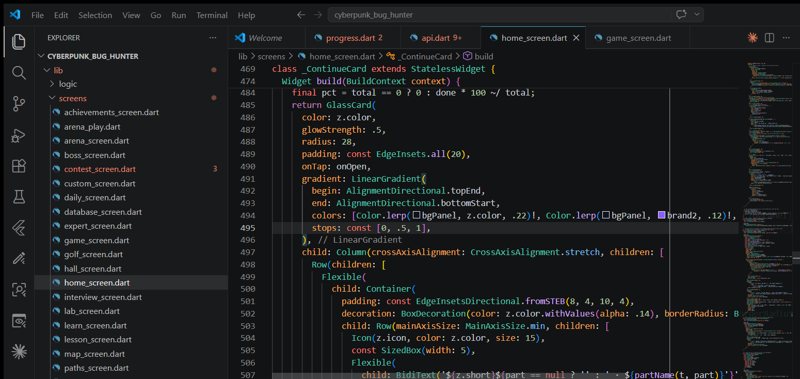 File Edit Selection View Go Run Terminal Help
cyberpunk_bug_hunter
EXPLORER
Welcome
progress.dart 2
api.dart 9+
home_screen.dart
game_screen.dart
CYBERPUNK_BUG_HUNTER
lib
logic
screens
achievements_screen.dart
arena_play.dart
arena_screen.dart
boss_screen.dart
contest_screen.dart 3
custom_screen.dart
daily_screen.dart
database_screen.dart
expert_screen.dart
game_screen.dart
golf_screen.dart
hall_screen.dart
home_screen.dart
interview_screen.dart
lab_screen.dart
learn_screen.dart
lesson_screen.dart
map_screen.dart
paths_screen.dart
lib > screens > home_screen.dart > _ContinueCard > build
469 class _ContinueCard extends StatelessWidget {
474 Widget build(BuildContext context) {
484 final pct = total == 0 ? 0 : done * 100 ~/ total;
485 return GlassCard(
486 color: z.color,
487 glowStrength: .5,
488 radius: 28,
489 padding: const EdgeInsets.all(20),
490 onTap: onOpen,
491 gradient: LinearGradient(
492 begin: AlignmentDirectional.topEnd,
493 end: AlignmentDirectional.bottomStart,
494 colors: [Color.lerp(bgPanel, z.color, .22)!, Color.lerp(bgPanel, brand2, .12)!,
495 stops: const [0, .5, 1],
496 ), // LinearGradient
497 child: Column(crossAxisAlignment: CrossAxisAlignment.stretch, children: [
498 Row(children: [
499 Flexible(
500 child: Container(
501 padding: const EdgeInsetsDirectional.fromSTEB(8, 4, 10, 4),
502 decoration: BoxDecoration(color: z.color.withValues(alpha: .14), borderRadius: B
503 child: Row(mainAxisSize: MainAxisSize.min, children: [
504 Icon(z.icon, color: z.color, size: 15),
505 const SizedBox(width: 5),
506 Flexible(
507 child: BidiText('${z.short}${part == null ? '' : ' · ${partName(t, part)}'}'